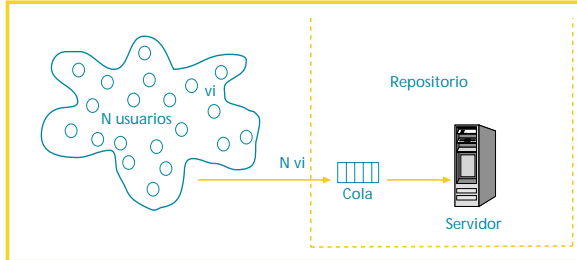 vi
N usuarios
Repositorio
N vi
Cola
Servidor